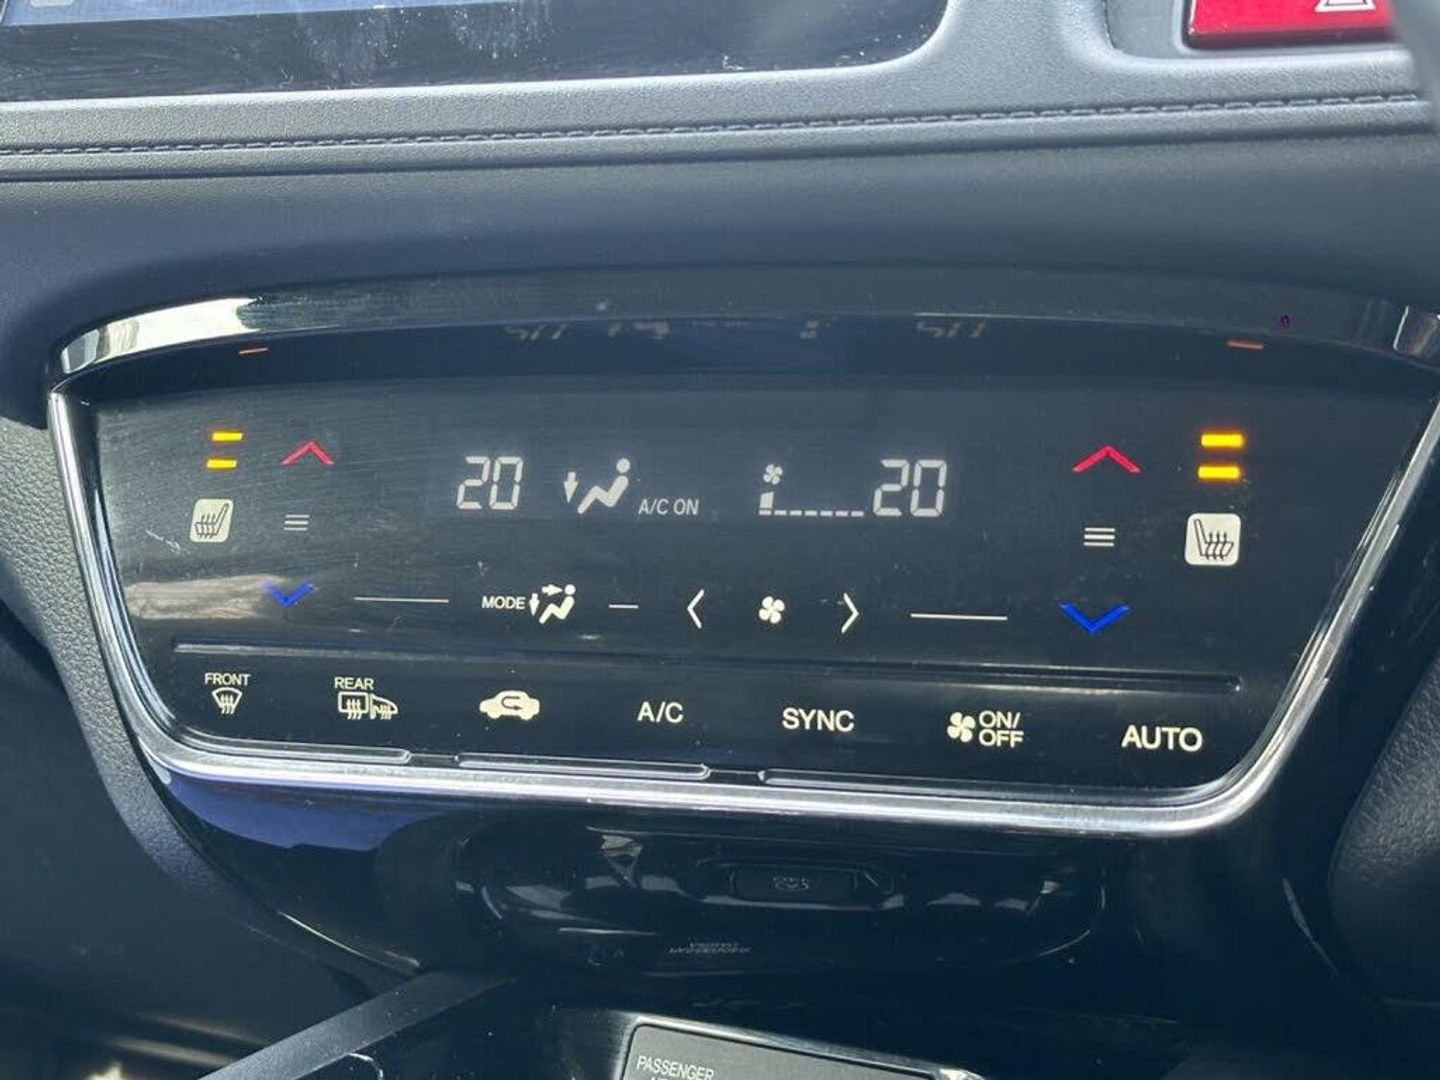 20 A/C ON 20
MODE
FRONT
REAR
A/C
SYNC
ON/
OFF
AUTO
PASSENGER